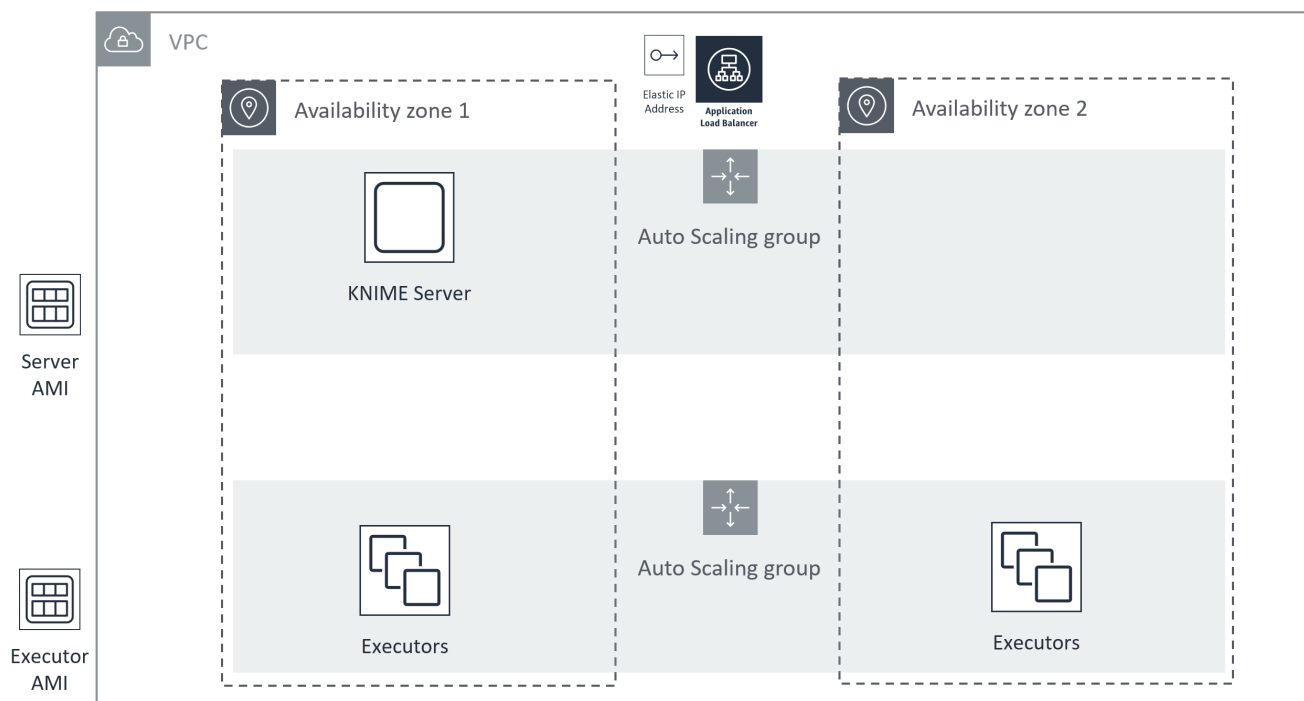 VPC
Elastic IP
Address
Application
Load Balancer
Availability zone 1
Availability zone 2
Auto Scaling group
KNIME Server
Server
AMI
Auto Scaling group
Executors
Executors
Executor
AMI